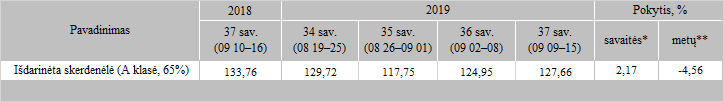 Pavadinimas
2018
2019
Pokytis, %
37 sav.
(09 10–16)
34 sav.
(08 19–25)
35 sav.
(08 26–09 01)
36 sav.
(09 02–08)
37 sav.
(09 09–15)
savaitės*
metų**
Išdarinėta skerdenėlė (A klasė, 65%) 133,76 129,72 117,75 124,95 127,66 2,17 -4,56